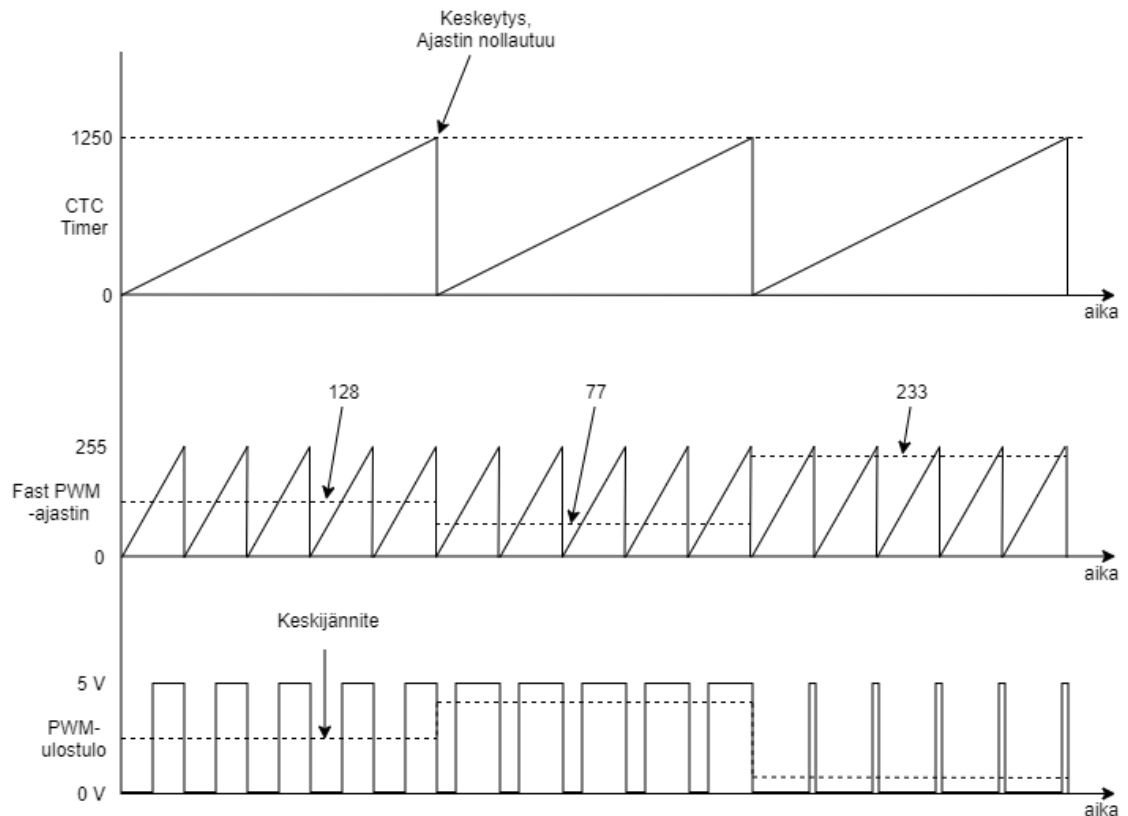 Keskeytys,
Ajastin nollautuu
1250
CTC
Timer
0
aika
128
77
233
255
Fast PWM
-ajastin
0
aika
Keskijännite
5 V
PWM-
ulostulo
0 V
aika